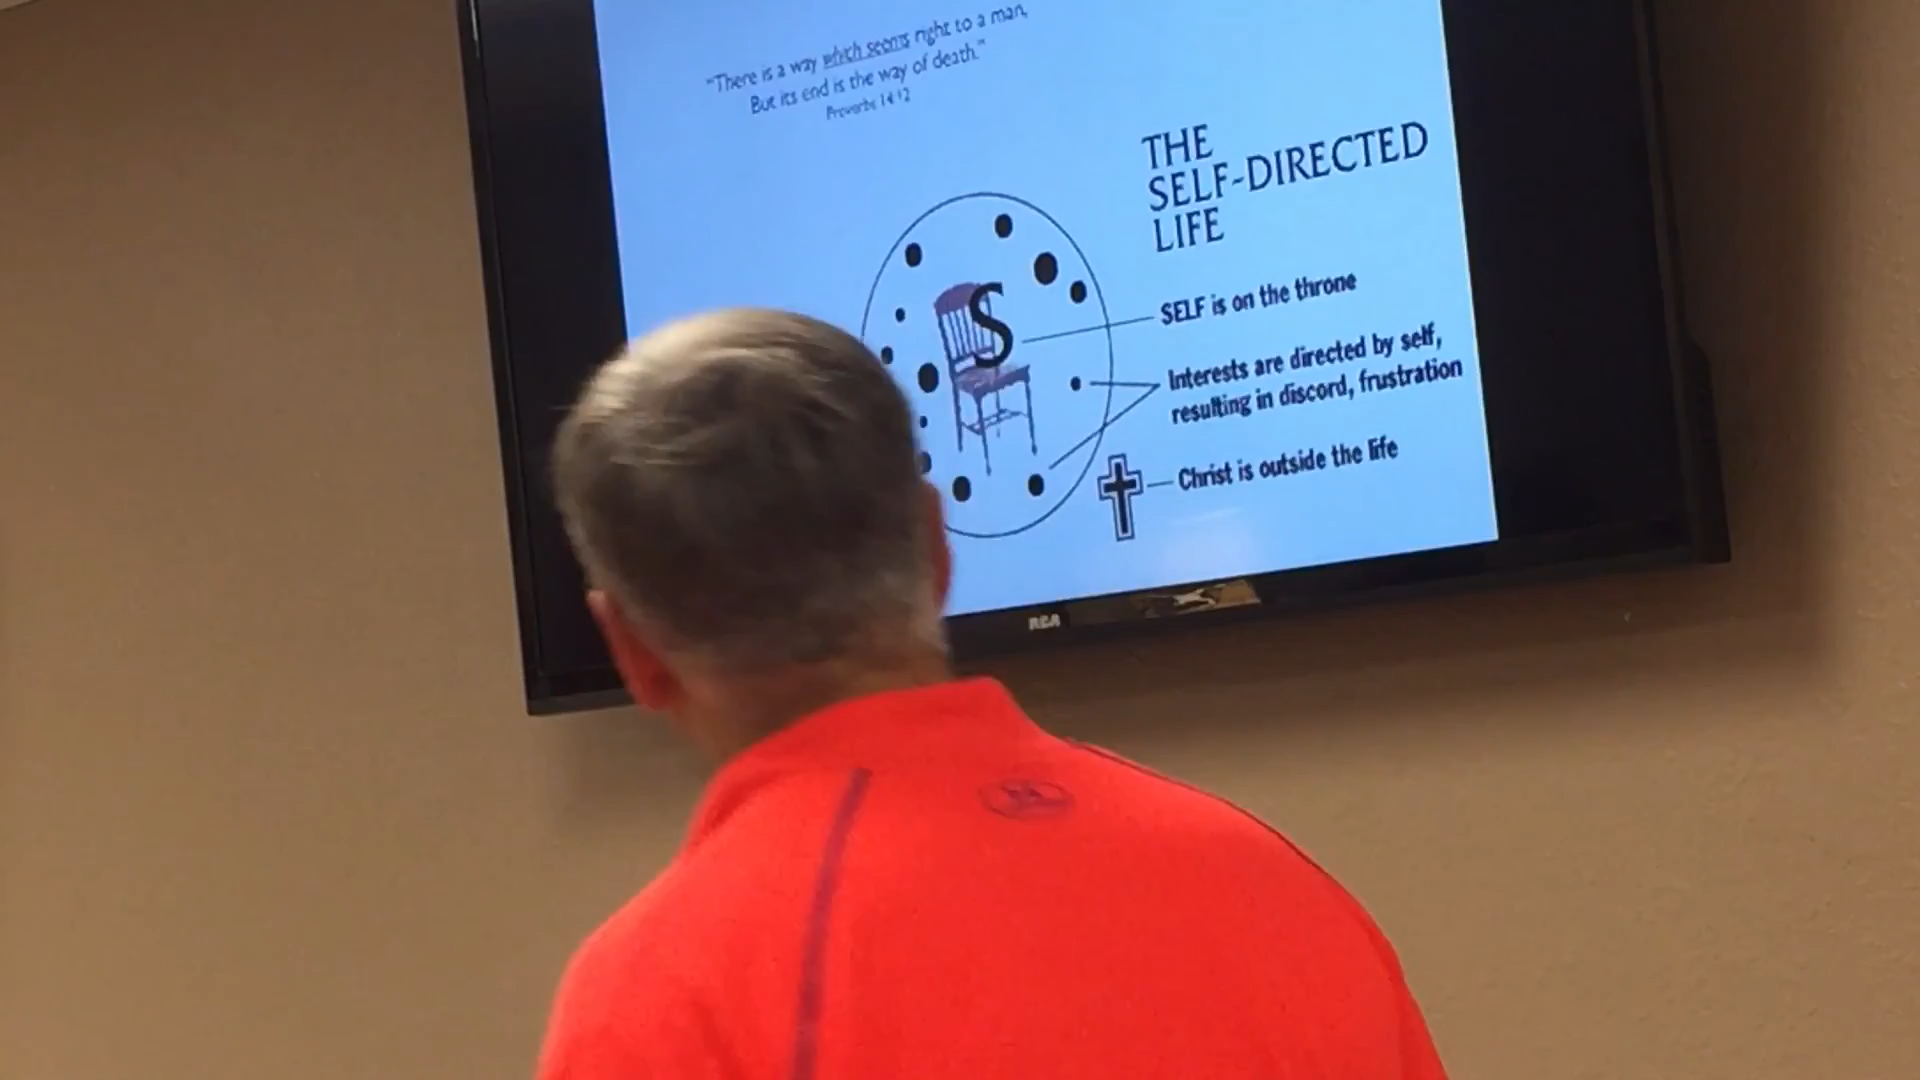 "There is a way which seems right to a man,
But its end is the way of death."
Proverbs 14:12
THE
SELF-DIRECTED
LIFE
S
SELF is on the throne
Interests are directed by self,
resulting in discord, frustration
Christ is outside the life
RCA